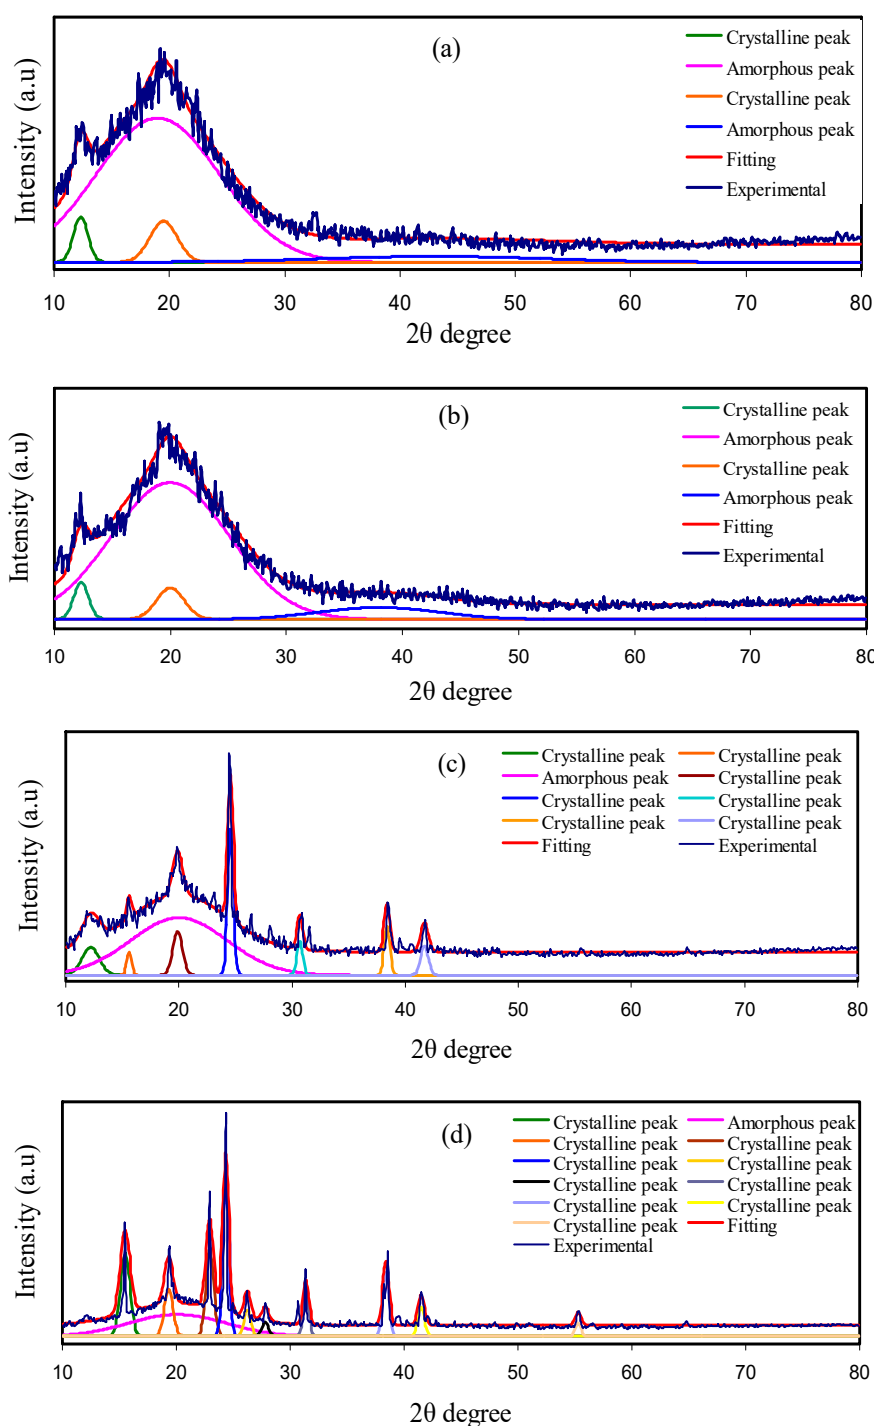 (a)
Crystalline peak
Amorphous peak
Crystalline peak
Amorphous peak
Fitting
Experimental
Intensity (a.u)
10 20 30 40 50 60 70 80
2θ degree
(b)
Crystalline peak
Amorphous peak
Crystalline peak
Amorphous peak
Fitting
Experimental
Intensity (a.u)
10 20 30 40 50 60 70 80
2θ degree
(c)
Crystalline peak Crystalline peak
Amorphous peak Crystalline peak
Crystalline peak Crystalline peak
Crystalline peak Crystalline peak
Fitting Experimental
Intensity (a.u)
10 20 30 40 50 60 70 80
2θ degree
(d)
Crystalline peak Amorphous peak
Crystalline peak Crystalline peak
Crystalline peak Crystalline peak
Crystalline peak Crystalline peak
Crystalline peak Crystalline peak
Crystalline peak Fitting
Experimental
Intensity (a.u)
10 20 30 40 50 60 70 80
2θ degree